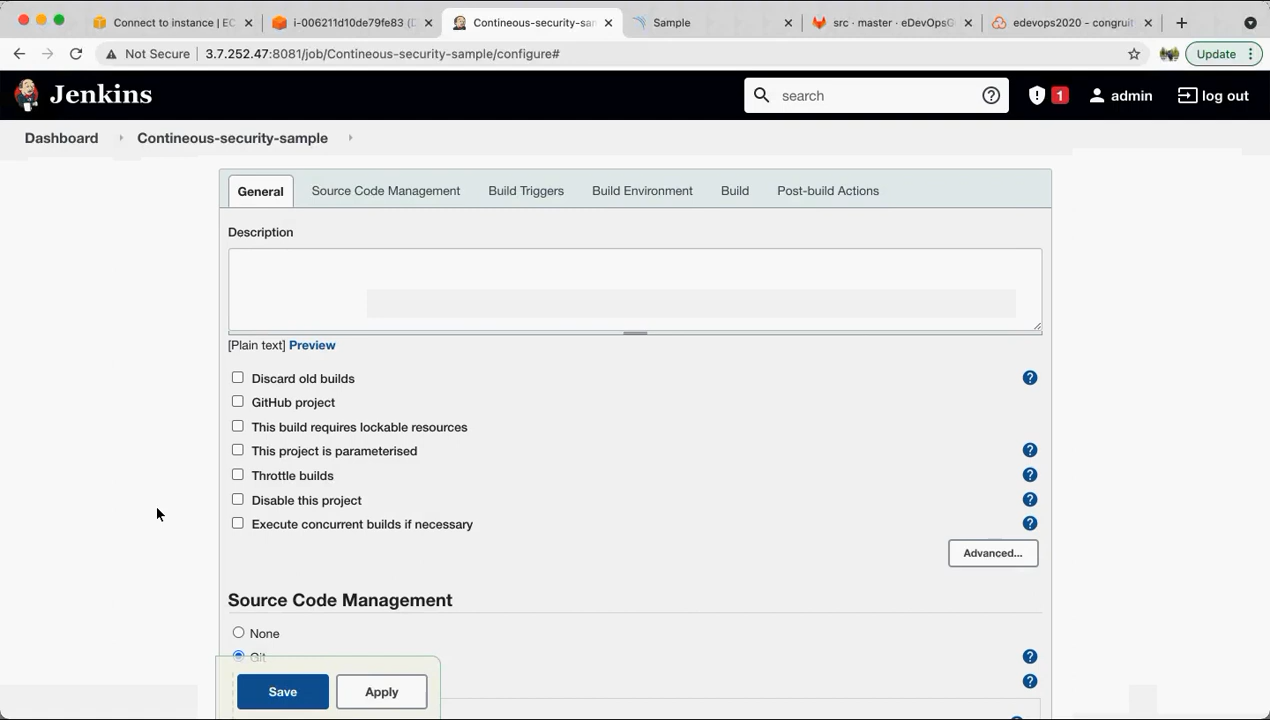 Connect to instance | EC
i-006211d10de79fe83 (D
Contineous-security-san
Sample
src · master · eDevOpsG
edevops2020 - congruit
Not Secure
3.7.252.47:8081/job/Contineous-security-sample/configure#
Update
Jenkins
search
1
admin
log out
Dashboard
Contineous-security-sample
General
Source Code Management
Build Triggers
Build Environment
Build
Post-build Actions
Description
[Plain text] Preview
Discard old builds
GitHub project
This build requires lockable resources
This project is parameterised
Throttle builds
Disable this project
Execute concurrent builds if necessary
Advanced...
Source Code Management
None
Git
Save
Apply